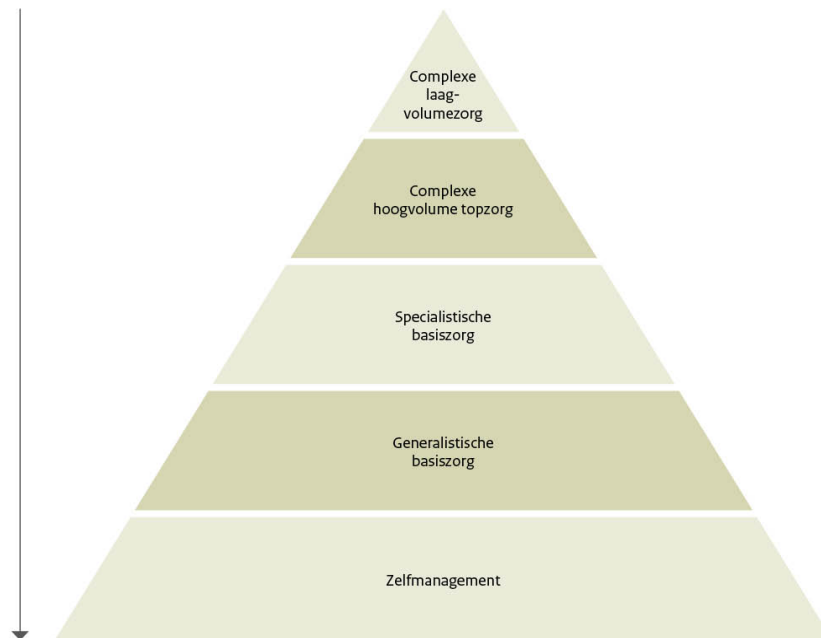 Complexe
laag-
volumezorg
Complexe
hoogvolume topzorg
Specialistische
basiszorg
Generalistische
basiszorg
Zelfmanagement